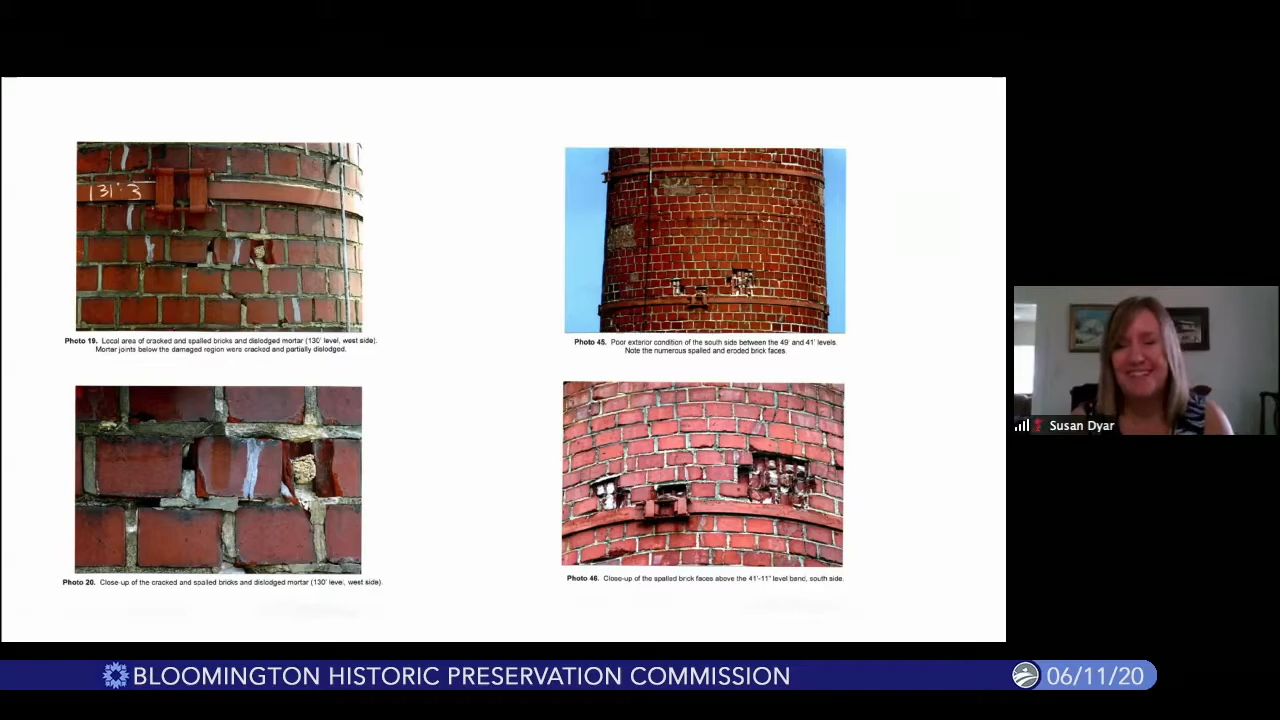 131'-3
Photo 19. Local area of cracked and spalled bricks and dislodged mortar (130' level, west side).
Mortar joints below the damaged region were cracked and partially dislodged.
Photo 45. Poor exterior condition of the south side between the 49' and 41' levels.
Note the numerous spalled and eroded brick faces.
Photo 20. Close-up of the cracked and spalled bricks and dislodged mortar (130' level, west side).
Photo 46. Close-up of the spalled brick faces above the 41'-11" level band, south side.
Susan Dyar
BLOOMINGTON HISTORIC PRESERVATION COMMISSION
06/11/20